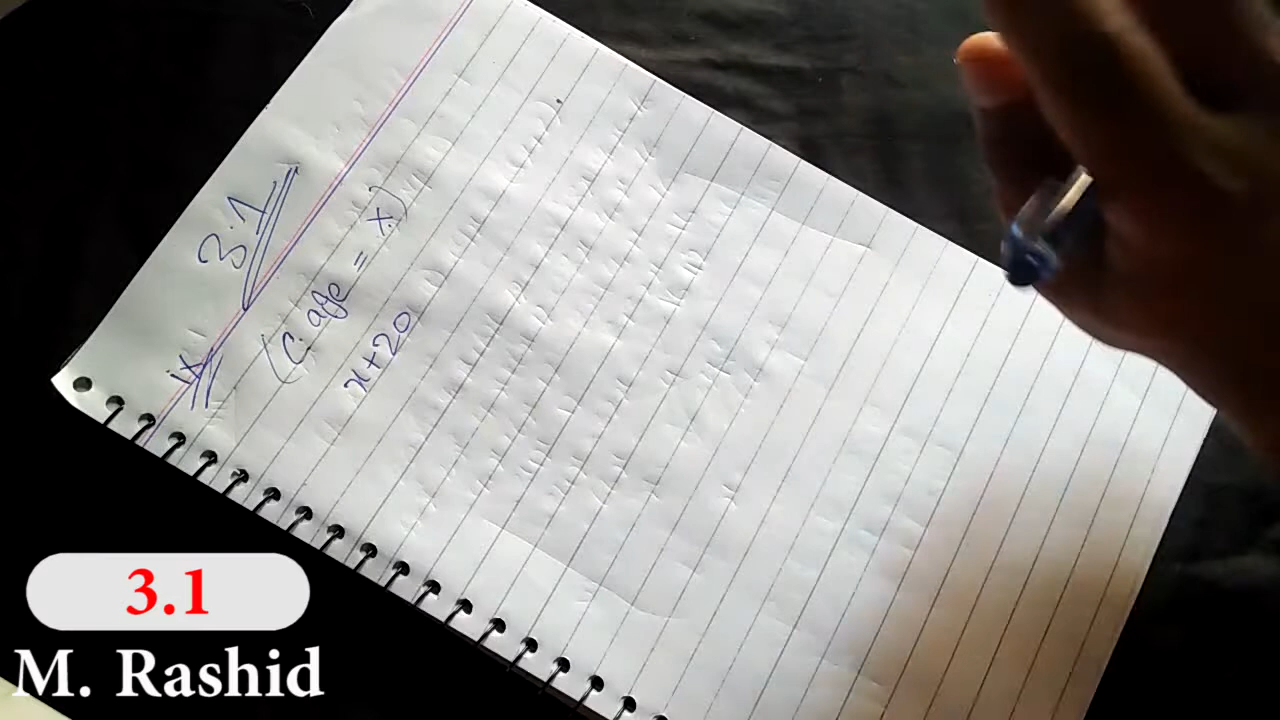 3.1
ix
(C. age = x.)
x+20
3.1
M. Rashid